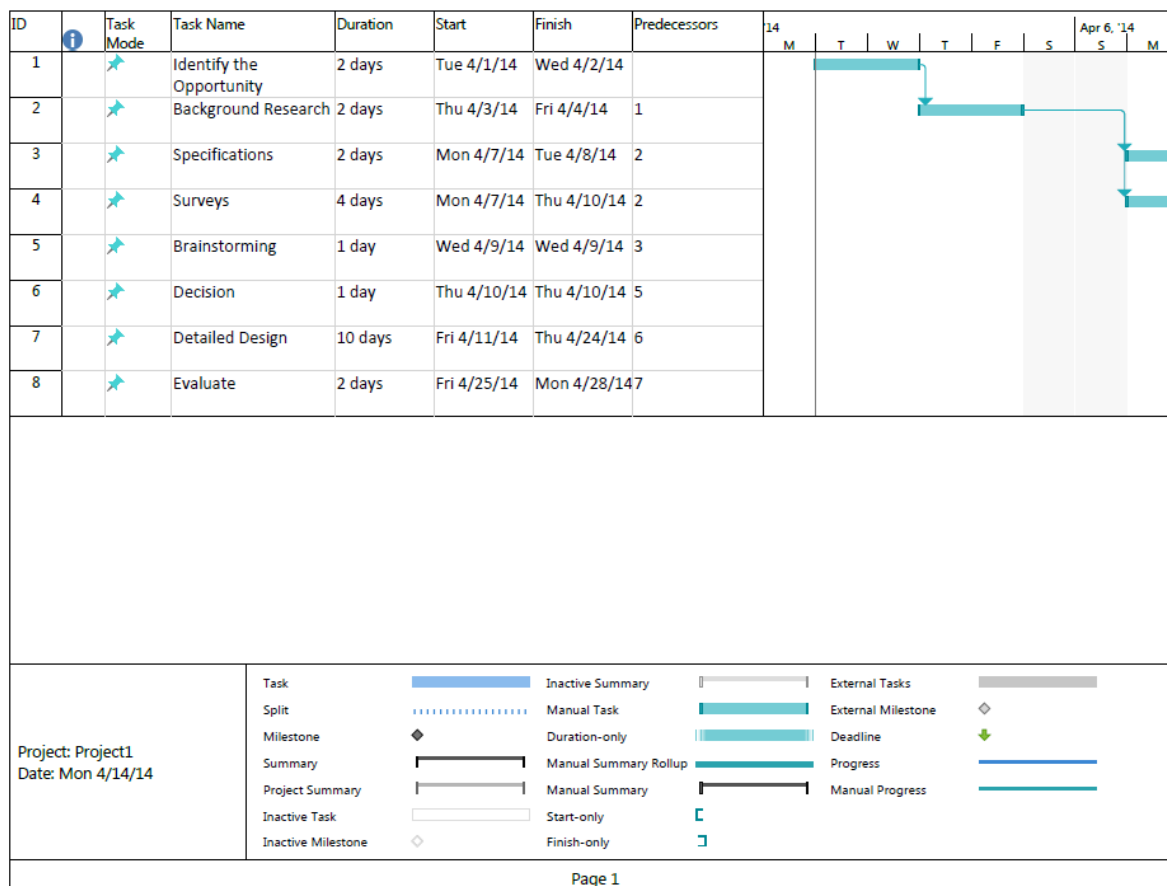 ID Task Mode Task Name Duration Start Finish Predecessors '14 Apr 6, '14
M T W T F S S M
1 Identify the Opportunity 2 days Tue 4/1/14 Wed 4/2/14
2 Background Research 2 days Thu 4/3/14 Fri 4/4/14 1
3 Specifications 2 days Mon 4/7/14 Tue 4/8/14 2
4 Surveys 4 days Mon 4/7/14 Thu 4/10/14 2
5 Brainstorming 1 day Wed 4/9/14 Wed 4/9/14 3
6 Decision 1 day Thu 4/10/14 Thu 4/10/14 5
7 Detailed Design 10 days Fri 4/11/14 Thu 4/24/14 6
8 Evaluate 2 days Fri 4/25/14 Mon 4/28/14 7
Project: Project1
Date: Mon 4/14/14
Task Inactive Summary External Tasks
Split Manual Task External Milestone
Milestone Duration-only Deadline
Summary Manual Summary Rollup Progress
Project Summary Manual Summary Manual Progress
Inactive Task Start-only
Inactive Milestone Finish-only
Page 1